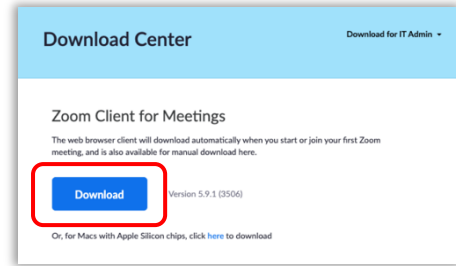 Download Center
Download for IT Admin
Zoom Client for Meetings
The web browser client will download automatically when you start or join your first Zoom
meeting, and is also available for manual download here.
Download
Version 5.9.1 (3506)
Or, for Macs with Apple Silicon chips, click here to download